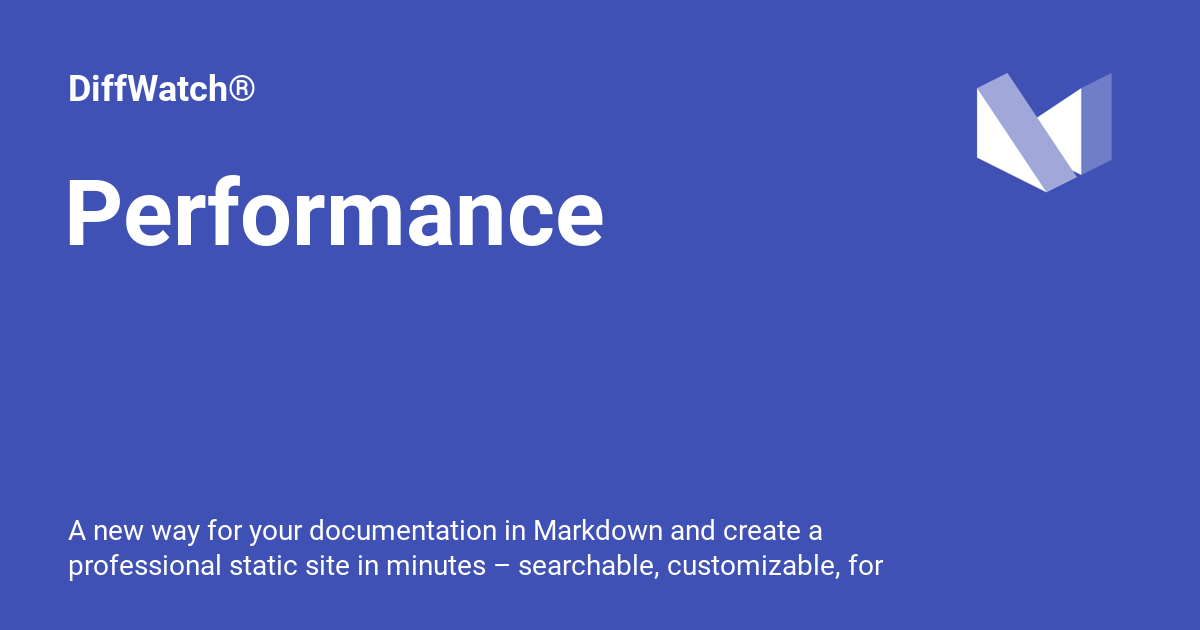 DiffWatch®
Performance
A new way for your documentation in Markdown and create a
professional static site in minutes – searchable, customizable, for